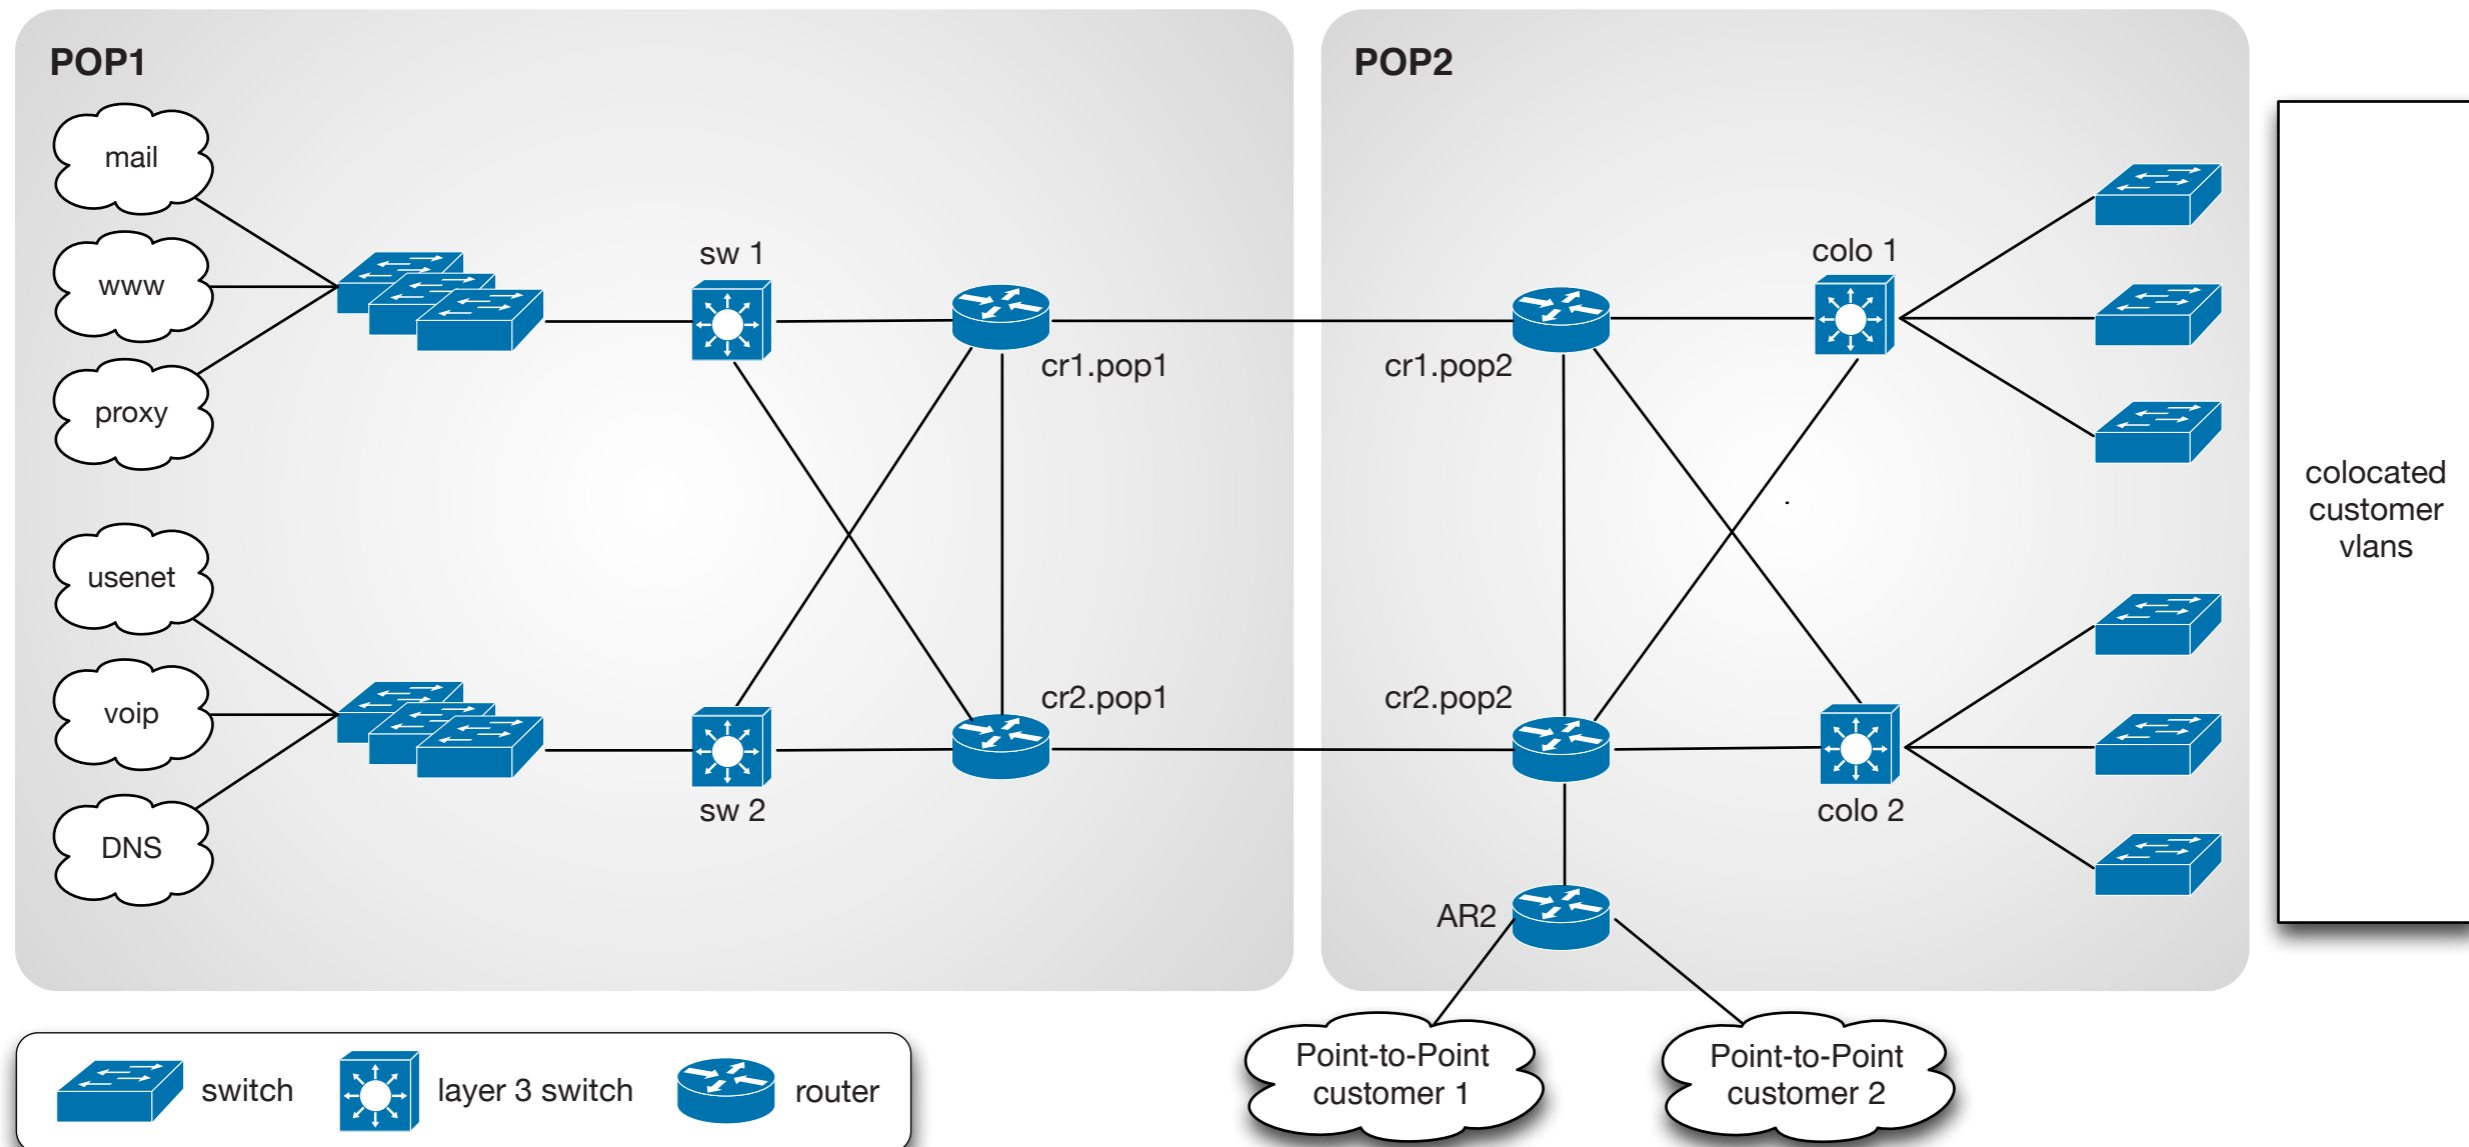 POP1
POP2
mail
www
proxy
usenet
voip
DNS
sw 1
sw 2
cr1.pop1
cr2.pop1
cr1.pop2
cr2.pop2
colo 1
colo 2
AR2
colocated
customer
vlans
Point-to-Point
customer 1
Point-to-Point
customer 2
switch
layer 3 switch
router